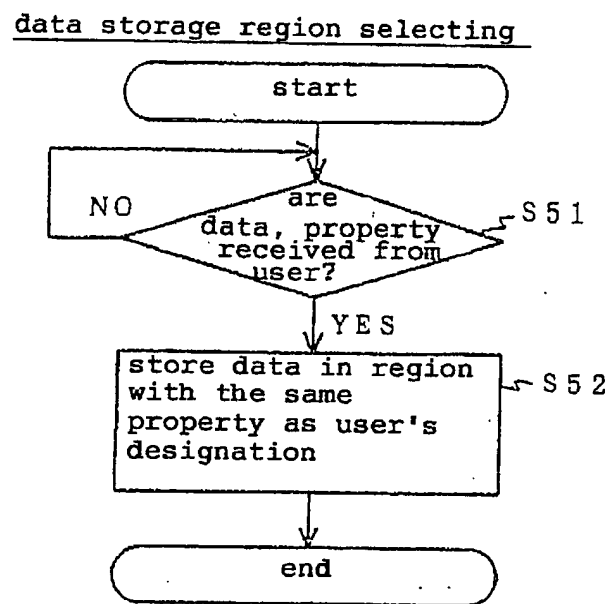 data storage region selecting
start
NO
are
data, property
received from
user?
S51
YES
store data in region
with the same
property as user's
designation
S52
end